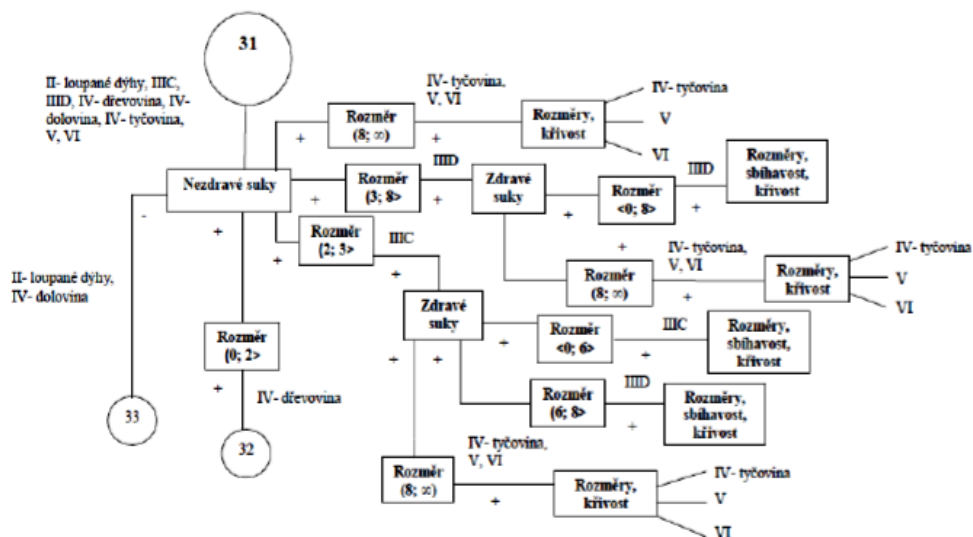 31
II- loupané dýhy, IIIC,
IIID, IV- dřevovina, IV-
dolovina, IV- tyčovina,
V, VI
Nezdravé suky
+
Rozměr
(8; ∞)
IV- tyčovina,
V, VI
+
Rozměry,
křivost
IV- tyčovina
V
VI
+
Rozměr
(3; 8>
IIID
+
Zdravé
suky
+
Rozměr
<0; 8>
IIID
+
Rozměry,
sbíhavost,
křivost
+
Rozměr
(8; ∞)
IV- tyčovina,
V, VI
+
Rozměry,
křivost
IV- tyčovina
V
VI
+
Rozměr
(2; 3>
IIIC
+
Zdravé
suky
+
Rozměr
<0; 6>
IIIC
+
Rozměry,
sbíhavost,
křivost
+
Rozměr
(6; 8>
IIID
+
Rozměry,
sbíhavost,
křivost
+
Rozměr
(8; ∞)
IV- tyčovina,
V, VI
+
Rozměry,
křivost
IV- tyčovina
V
VI
-
II- loupané dýhy,
IV- dolovina
33
+
Rozměr
(0; 2>
+
IV- dřevovina
32